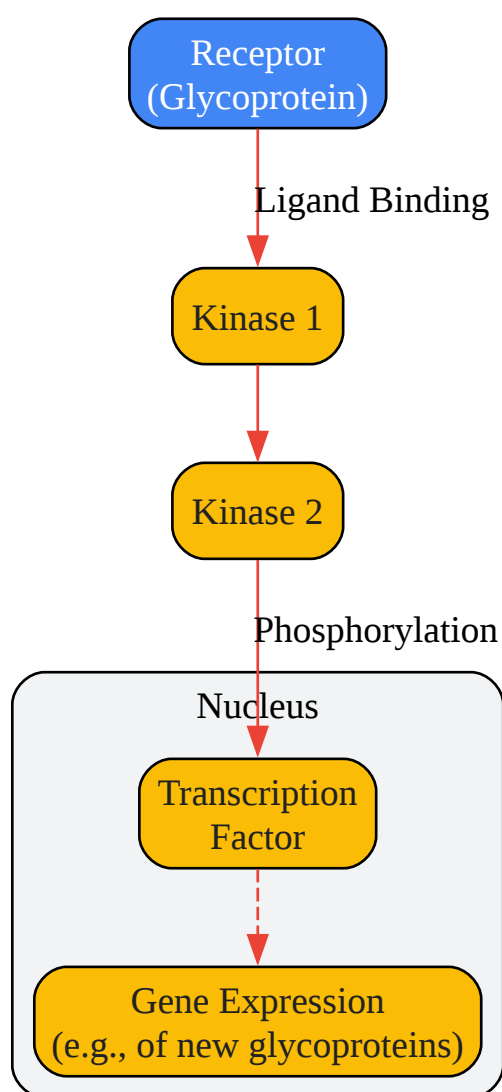 Receptor
(Glycoprotein)
Ligand Binding
Kinase 1
Kinase 2
Phosphorylation
Nucleus
Transcription
Factor
Gene Expression
(e.g., of new glycoproteins)